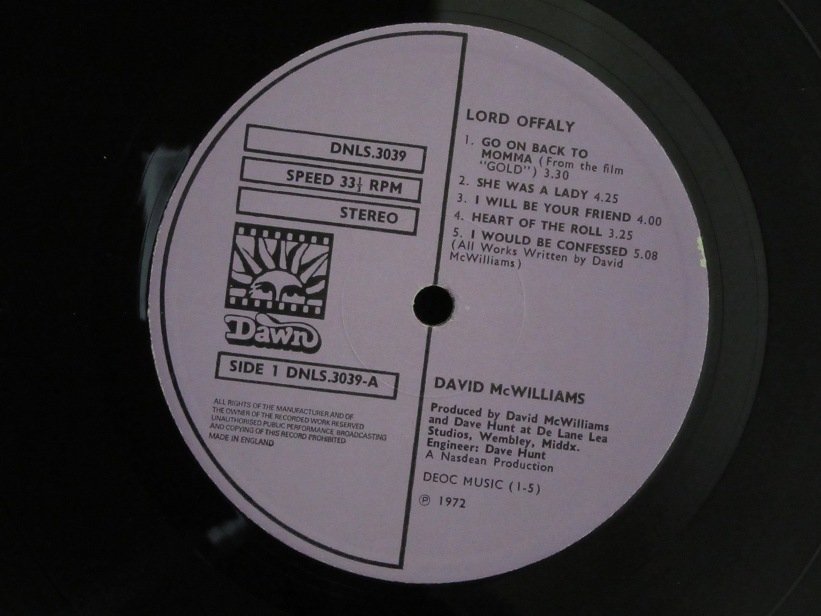 DNLS.3039
SPEED 33⅓ RPM
STEREO
Dawn
SIDE 1 DNLS.3039-A
ALL RIGHTS OF THE MANUFACTURER AND OF
THE OWNER OF THE RECORDED WORK RESERVED
UNAUTHORISED PUBLIC PERFORMANCE BROADCASTING
AND COPYING OF THIS RECORD PROHIBITED
MADE IN ENGLAND
LORD OFFALY
1. GO ON BACK TO
MOMMA (From the film
"GOLD") 3.30
2. SHE WAS A LADY 4.25
3. I WILL BE YOUR FRIEND 4.00
4. HEART OF THE ROLL 3.25
5. I WOULD BE CONFESSED 5.08
(All Works Written by David
McWilliams)
DAVID McWILLIAMS
Produced by David McWilliams
and Dave Hunt at De Lane Lea
Studios, Wembley, Middx.
Engineer: Dave Hunt
A Nasdean Production
DEOC MUSIC (1-5)
℗ 1972